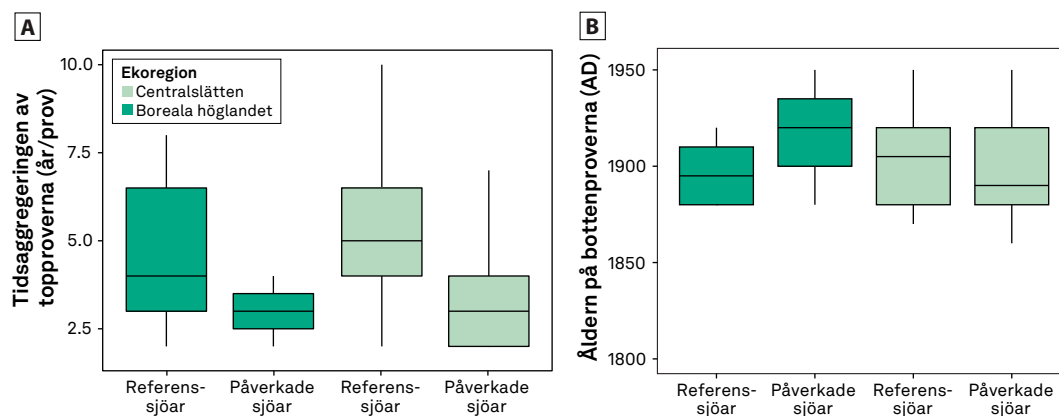 A
Tidsaggregeringen av
topproverna (år/prov)
10.0
7.5
5.0
2.5
Ekoregion
Centralslätten
Boreala höglandet
Referens-
sjöar
Påverkade
sjöar
Referens-
sjöar
Påverkade
sjöar
B
Åldern på bottenproverna (AD)
1950
1900
1850
1800
Referens-
sjöar
Påverkade
sjöar
Referens-
sjöar
Påverkade
sjöar